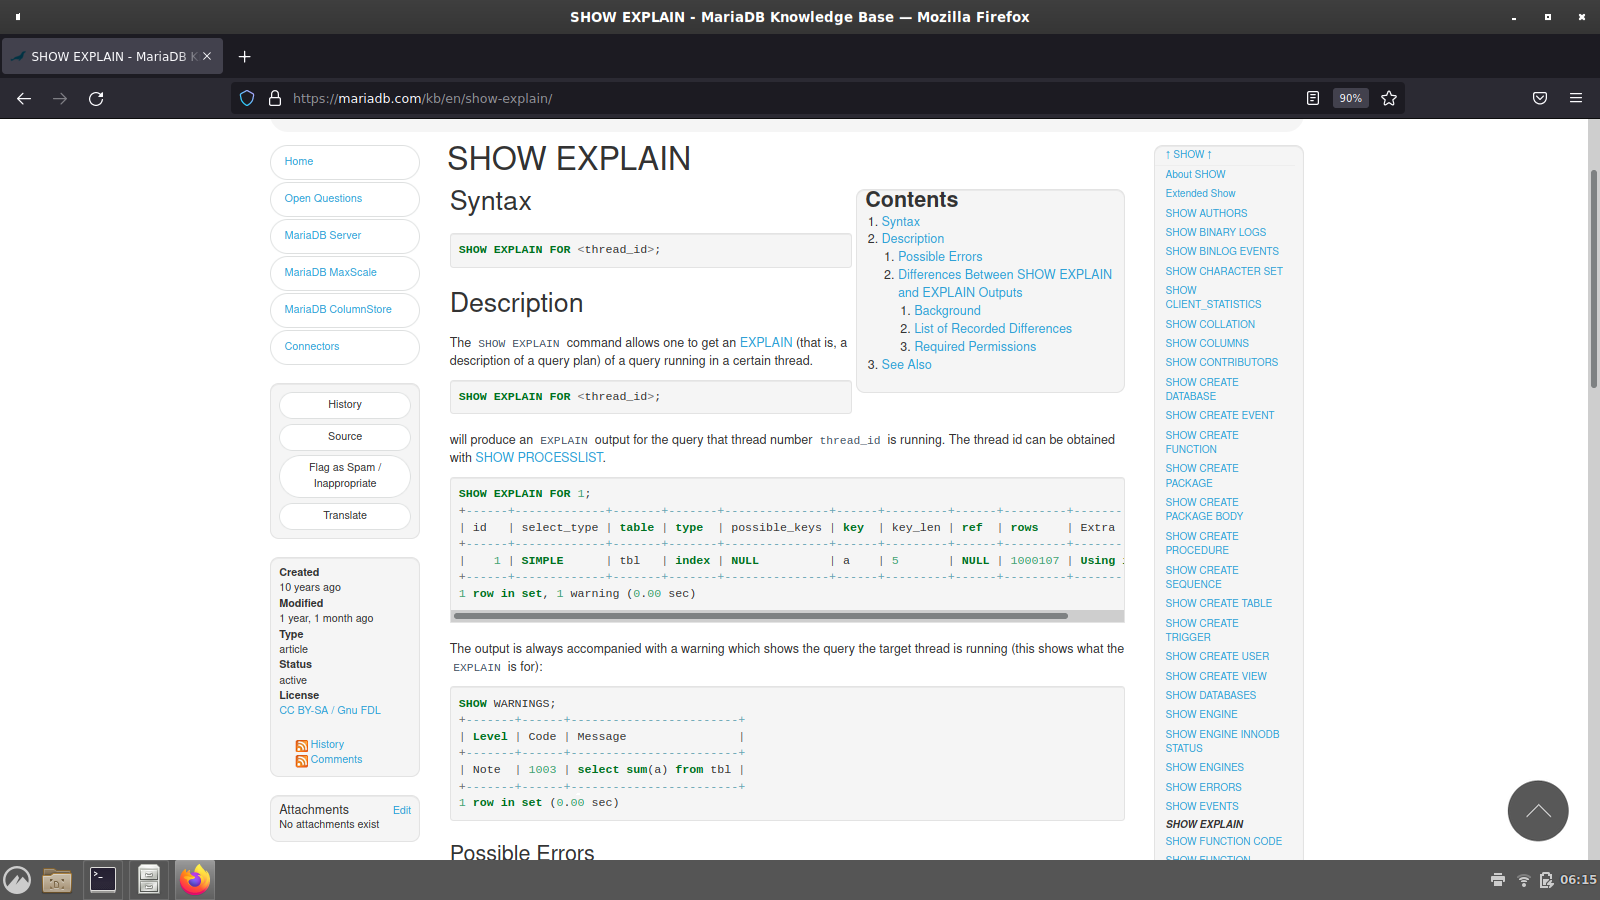 SHOW EXPLAIN - MariaDB Knowledge Base — Mozilla Firefox
SHOW EXPLAIN - MariaDB K
https://mariadb.com/kb/en/show-explain/
90%
Home
Open Questions
MariaDB Server
MariaDB MaxScale
MariaDB ColumnStore
Connectors
History
Source
Flag as Spam /
Inappropriate
Translate
Created
10 years ago
Modified
1 year, 1 month ago
Type
article
Status
active
License
CC BY-SA / Gnu FDL
History
Comments
Attachments Edit
No attachments exist
SHOW EXPLAIN
Syntax
SHOW EXPLAIN FOR <thread_id>;
Description
The SHOW EXPLAIN command allows one to get an EXPLAIN (that is, a
description of a query plan) of a query running in a certain thread.
SHOW EXPLAIN FOR <thread_id>;
will produce an EXPLAIN output for the query that thread number thread_id is running. The thread id can be obtained
with SHOW PROCESSLIST.
SHOW EXPLAIN FOR 1;
+------+-------------+-------+-------+---------------+------+---------+------+---------+-------
| id   | select_type | table | type  | possible_keys | key  | key_len | ref  | rows    | Extra
+------+-------------+-------+-------+---------------+------+---------+------+---------+-------
|    1 | SIMPLE      | tbl   | index | NULL          | a    | 5       | NULL | 1000107 | Using
+------+-------------+-------+-------+---------------+------+---------+------+---------+-------
1 row in set, 1 warning (0.00 sec)
The output is always accompanied with a warning which shows the query the target thread is running (this shows what the
EXPLAIN is for):
SHOW WARNINGS;
+-------+------+------------------------+
| Level | Code | Message                |
+-------+------+------------------------+
| Note  | 1003 | select sum(a) from tbl |
+-------+------+------------------------+
1 row in set (0.00 sec)
Possible Errors
Contents
1. Syntax
2. Description
1. Possible Errors
2. Differences Between SHOW EXPLAIN
and EXPLAIN Outputs
1. Background
2. List of Recorded Differences
3. Required Permissions
3. See Also
↑ SHOW ↑
About SHOW
Extended Show
SHOW AUTHORS
SHOW BINARY LOGS
SHOW BINLOG EVENTS
SHOW CHARACTER SET
SHOW
CLIENT_STATISTICS
SHOW COLLATION
SHOW COLUMNS
SHOW CONTRIBUTORS
SHOW CREATE
DATABASE
SHOW CREATE EVENT
SHOW CREATE
FUNCTION
SHOW CREATE
PACKAGE
SHOW CREATE
PACKAGE BODY
SHOW CREATE
PROCEDURE
SHOW CREATE
SEQUENCE
SHOW CREATE TABLE
SHOW CREATE
TRIGGER
SHOW CREATE USER
SHOW CREATE VIEW
SHOW DATABASES
SHOW ENGINE
SHOW ENGINE INNODB
STATUS
SHOW ENGINES
SHOW ERRORS
SHOW EVENTS
SHOW EXPLAIN
SHOW FUNCTION CODE
SHOW FUNCTION
06:15